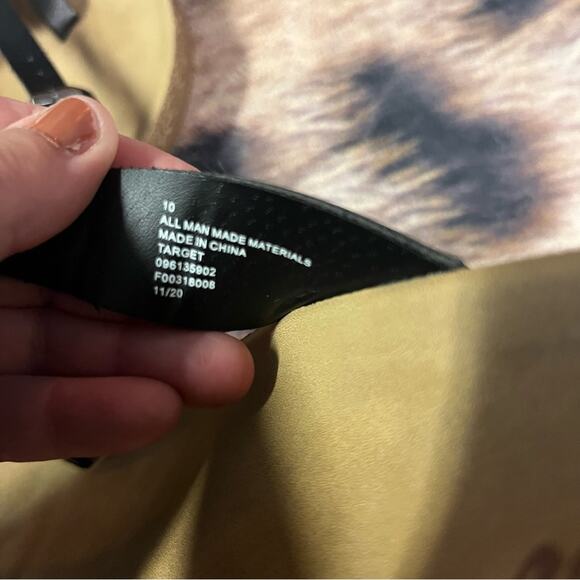 10
ALL MAN MADE MATERIALS
MADE IN CHINA
TARGET
096135902
F00318008
11/20